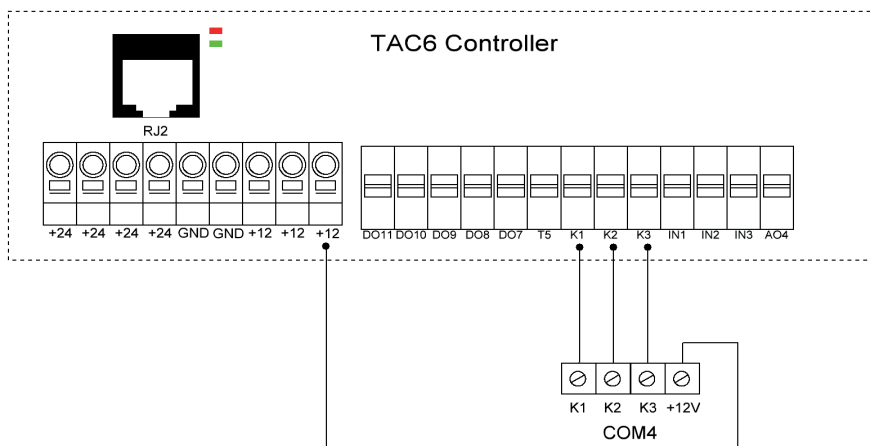 TAC6 Controller
RJ2
+24 +24 +24 +24 GND GND +12 +12 +12
DO11 DO10 DO9 DO8 DO7 T5 K1 K2 K3 IN1 IN2 IN3 AO4
K1 K2 K3 +12V
COM4